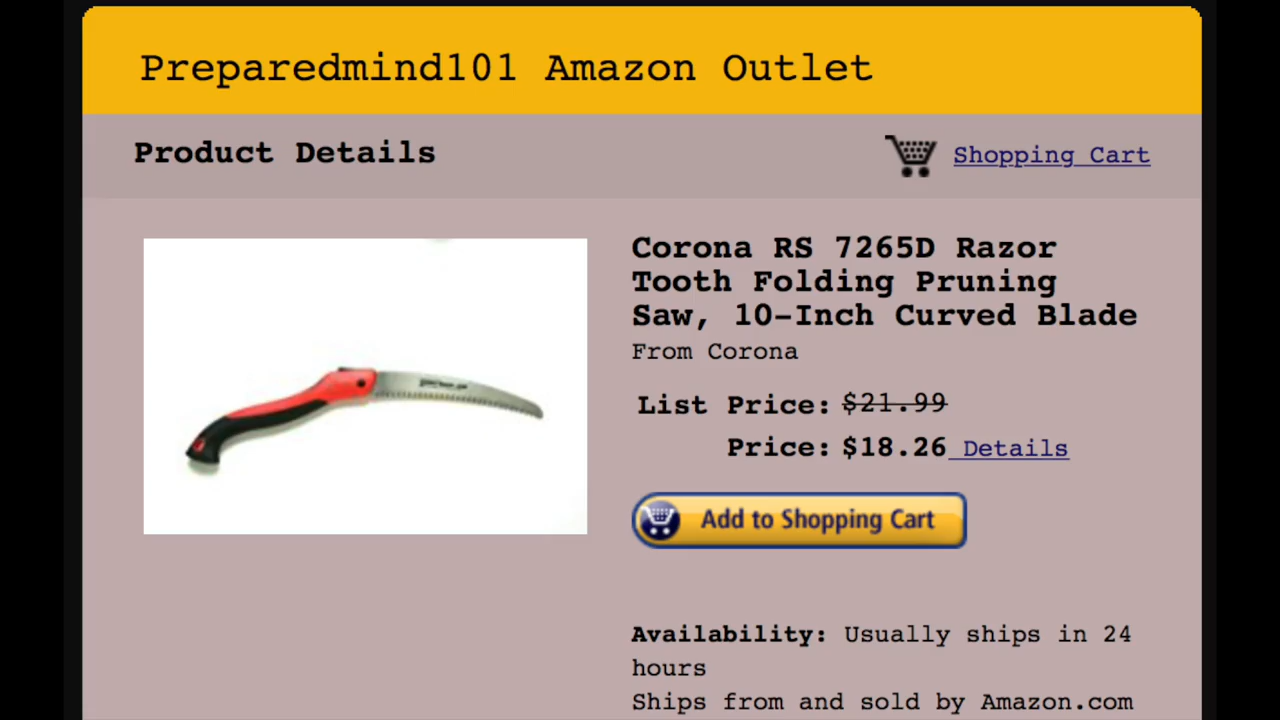 Preparedmind101 Amazon Outlet
Product Details
Shopping Cart
Corona RS 7265D Razor
Tooth Folding Pruning
Saw, 10-Inch Curved Blade
From Corona
List Price: $21.99
Price: $18.26 Details
Add to Shopping Cart
Availability: Usually ships in 24
hours
Ships from and sold by Amazon.com